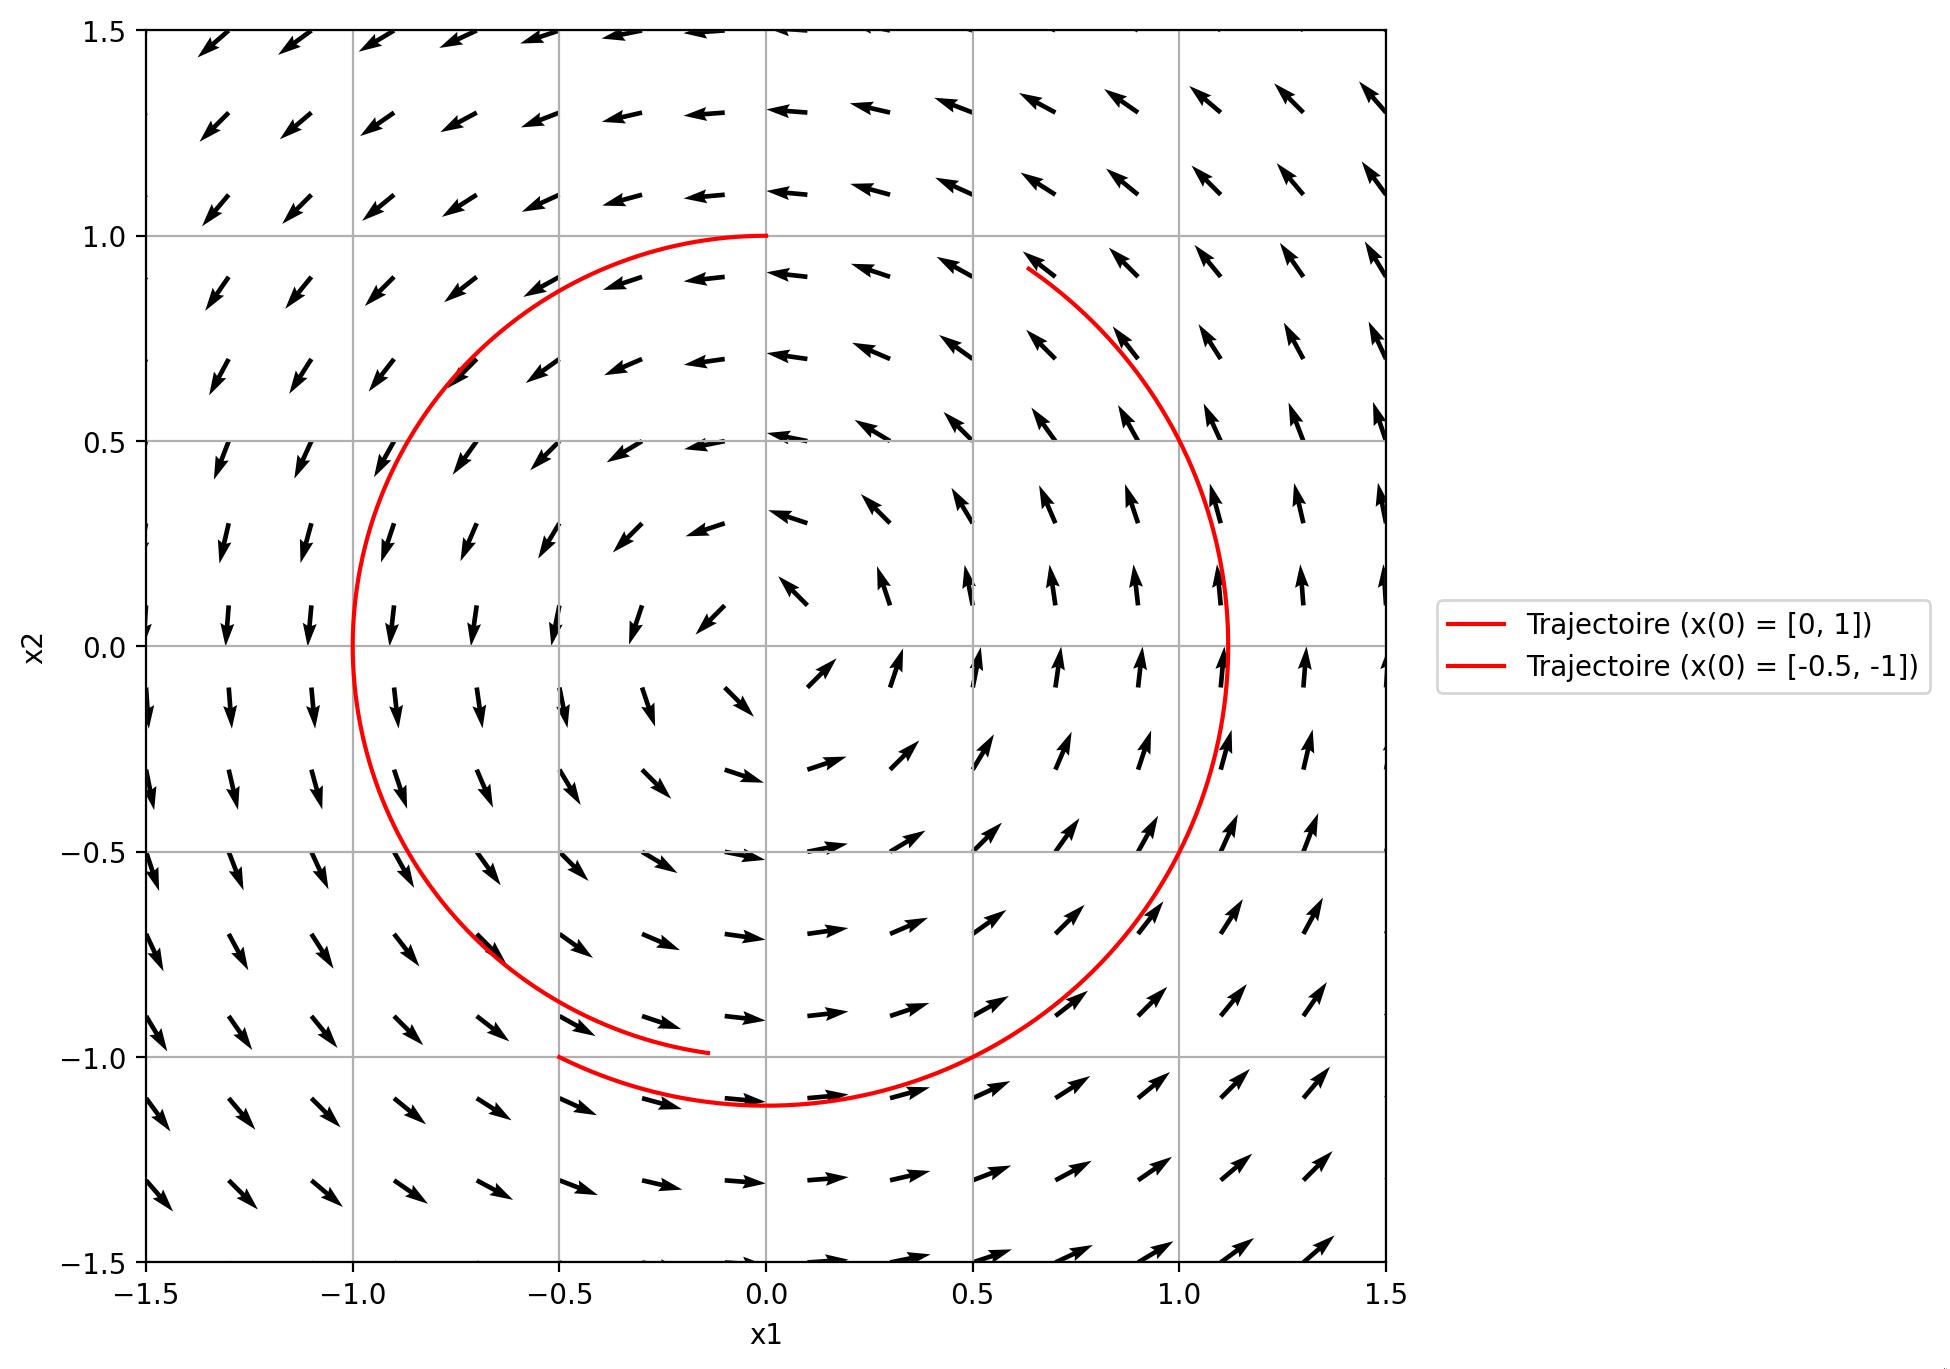 1.5
1.0
0.5
0.0
−0.5
−1.0
−1.5
x2
−1.5 −1.0 −0.5 0.0 0.5 1.0 1.5
x1
Trajectoire (x(0) = [0, 1])
Trajectoire (x(0) = [-0.5, -1])